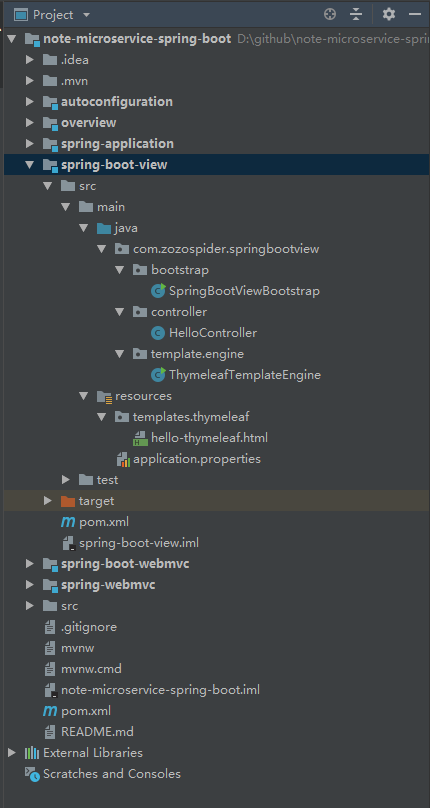 Project
note-microservice-spring-boot D:\github\note-microservice-spri
.idea
.mvn
autoconfiguration
overview
spring-application
spring-boot-view
src
main
java
com.zozospider.springbootview
bootstrap
SpringBootViewBootstrap
controller
HelloController
template.engine
ThymeleafTemplateEngine
resources
templates.thymeleaf
hello-thymeleaf.html
application.properties
test
target
pom.xml
spring-boot-view.iml
spring-boot-webmvc
spring-webmvc
src
.gitignore
mvnw
mvnw.cmd
note-microservice-spring-boot.iml
pom.xml
README.md
External Libraries
Scratches and Consoles